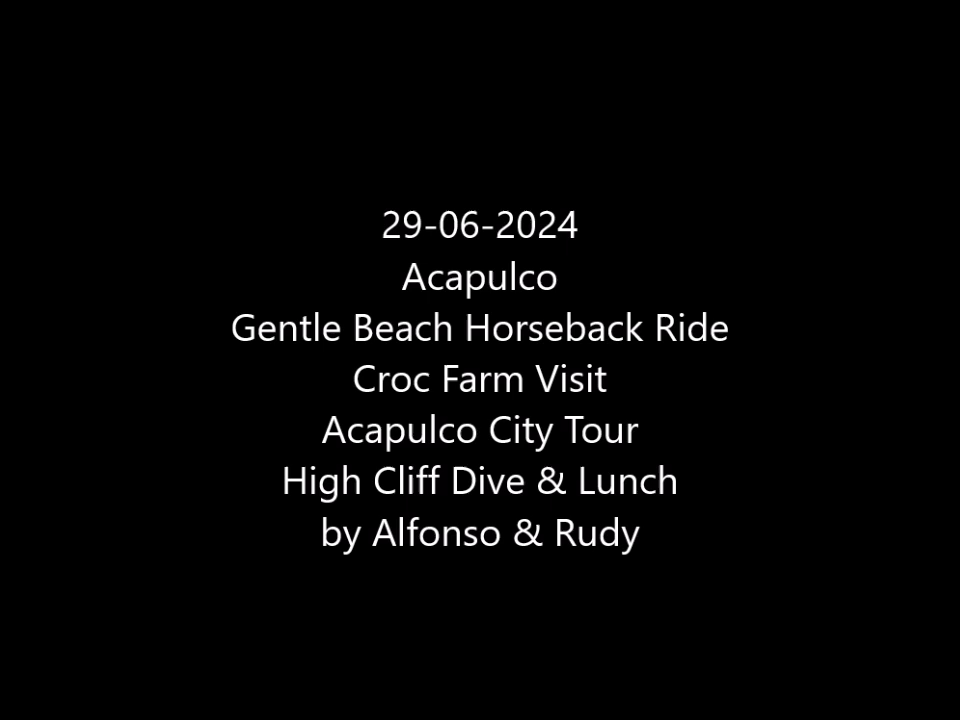 29-06-2024
Acapulco
Gentle Beach Horseback Ride
Croc Farm Visit
Acapulco City Tour
High Cliff Dive & Lunch
by Alfonso & Rudy